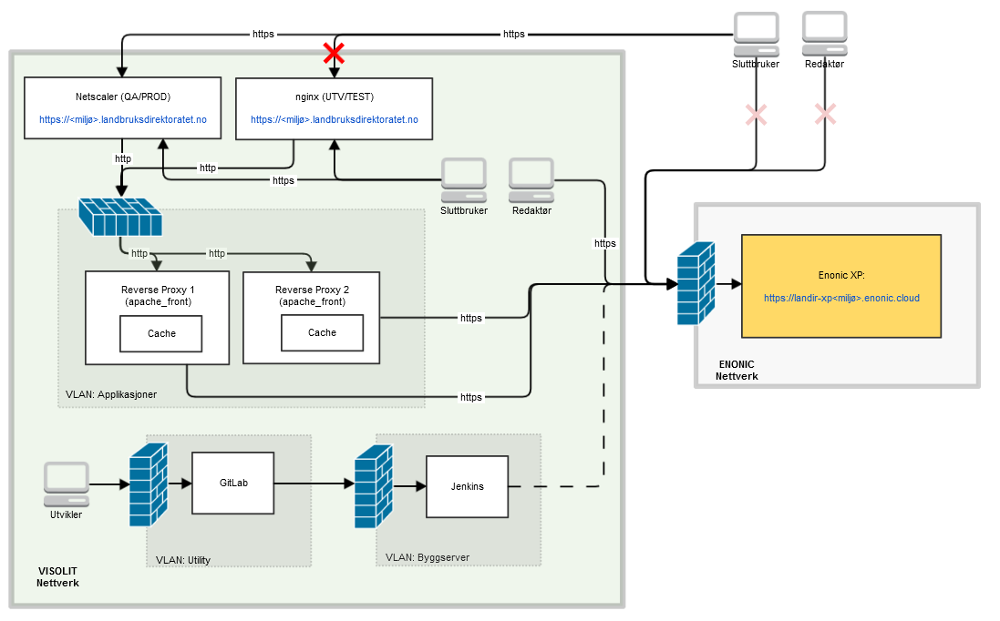 https
https
Sluttbruker
Redaktør
Netscaler (QA/PROD)
https://<miljø>.landbruksdirektoratet.no
nginx (UTV/TEST)
https://<miljø>.landbruksdirektoratet.no
http
http
https
Sluttbruker
Redaktør
https
http
http
Reverse Proxy 1
(apache_front)
Cache
Reverse Proxy 2
(apache_front)
Cache
https
https
VLAN: Applikasjoner
Enonic XP:
https://landir-xp<miljø>.enonic.cloud
ENONIC
Nettverk
Utvikler
GitLab
VLAN: Utility
Jenkins
VLAN: Byggserver
VISOLIT
Nettverk